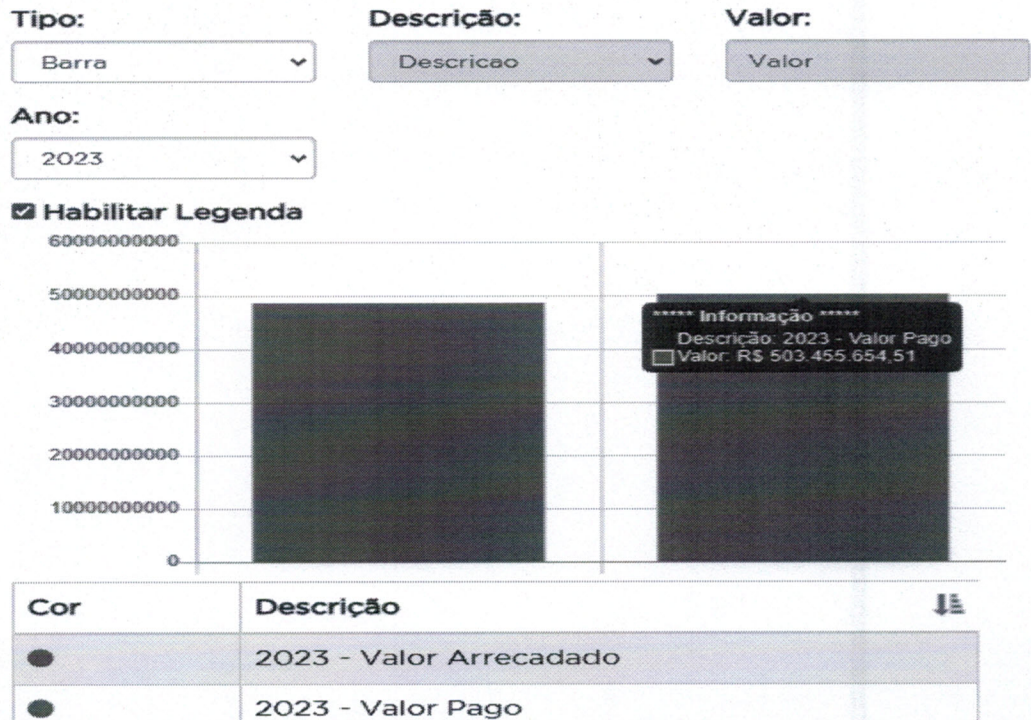 Tipo: Descrição: Valor:
Barra Descricao Valor
Ano:
2023
Habilitar Legenda
60000000000
50000000000
40000000000
30000000000
20000000000
10000000000
0
***** Informação *****
Descrição: 2023 - Valor Pago
Valor: R$ 503.455.654,51
Cor Descrição
2023 - Valor Arrecadado
2023 - Valor Pago